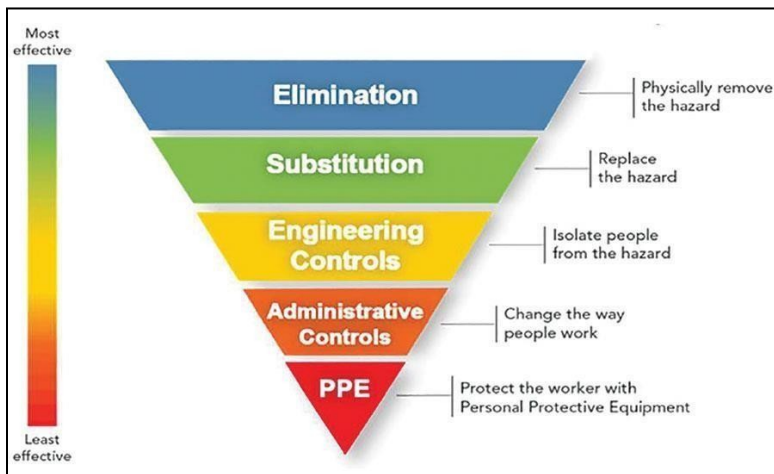 Most
effective
Elimination
Physically remove
the hazard
Substitution
Replace
the hazard
Engineering
Controls
Isolate people
from the hazard
Administrative
Controls
Change the way
people work
PPE
Protect the worker with
Personal Protective Equipment
Least
effective